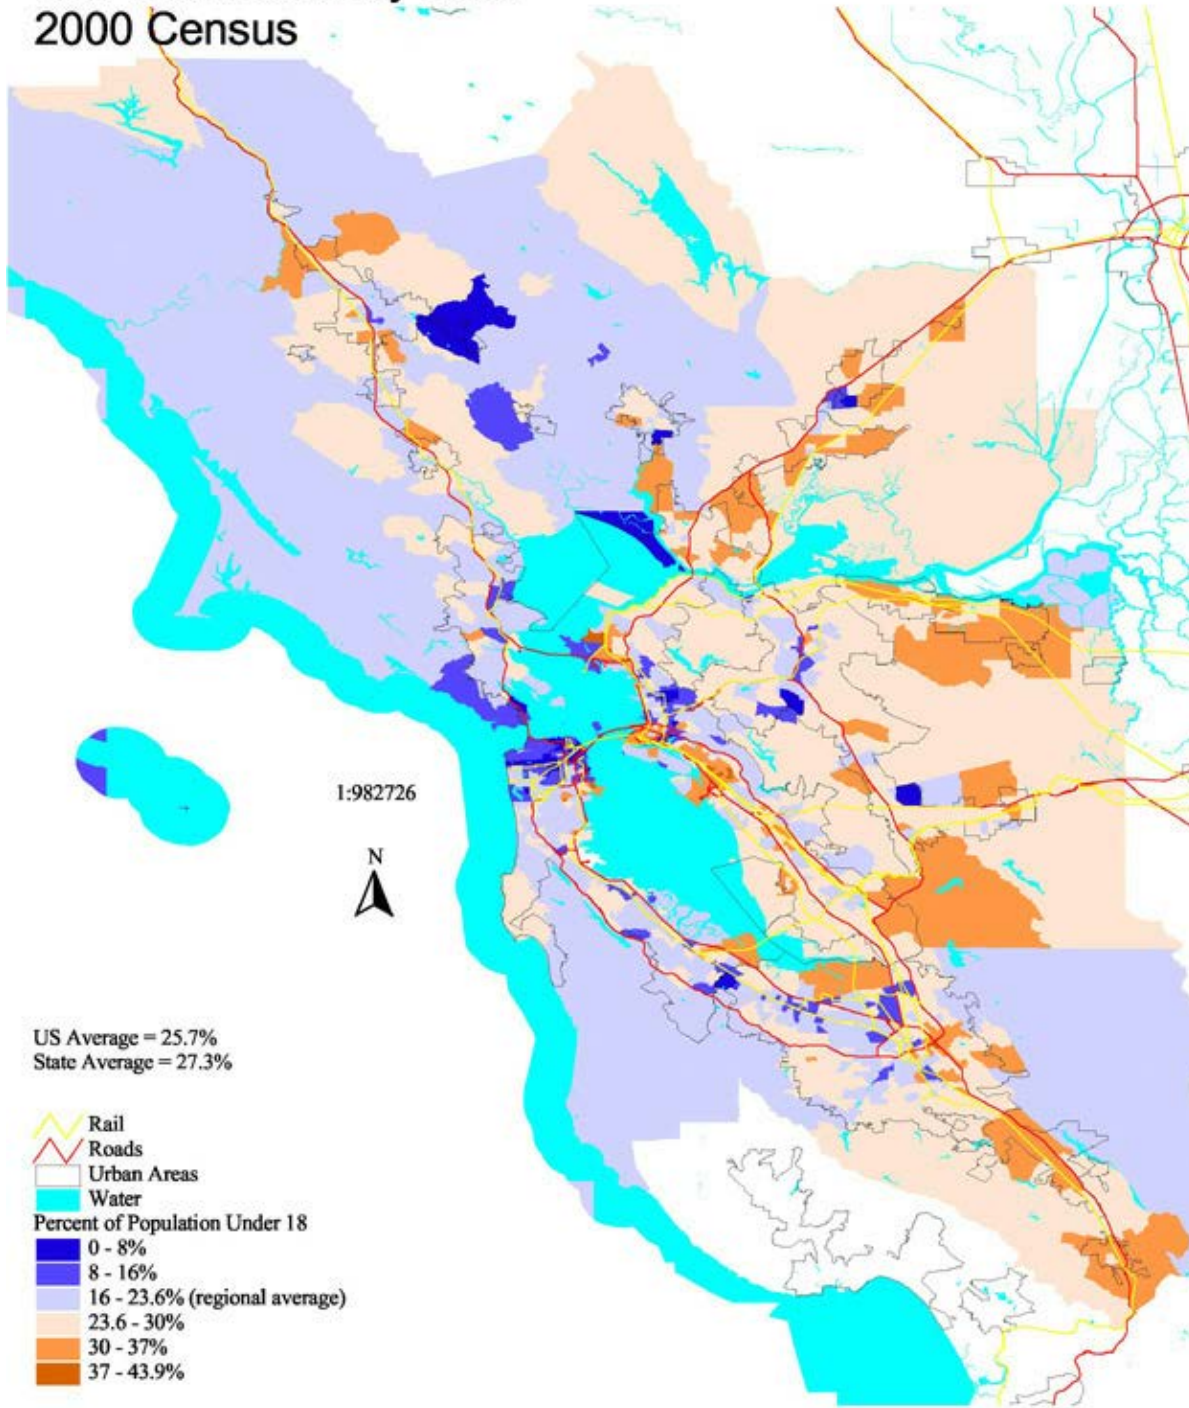 2000 Census
1:982726
N
US Average = 25.7%
State Average = 27.3%
Rail
Roads
Urban Areas
Water
Percent of Population Under 18
0 - 8%
8 - 16%
16 - 23.6% (regional average)
23.6 - 30%
30 - 37%
37 - 43.9%